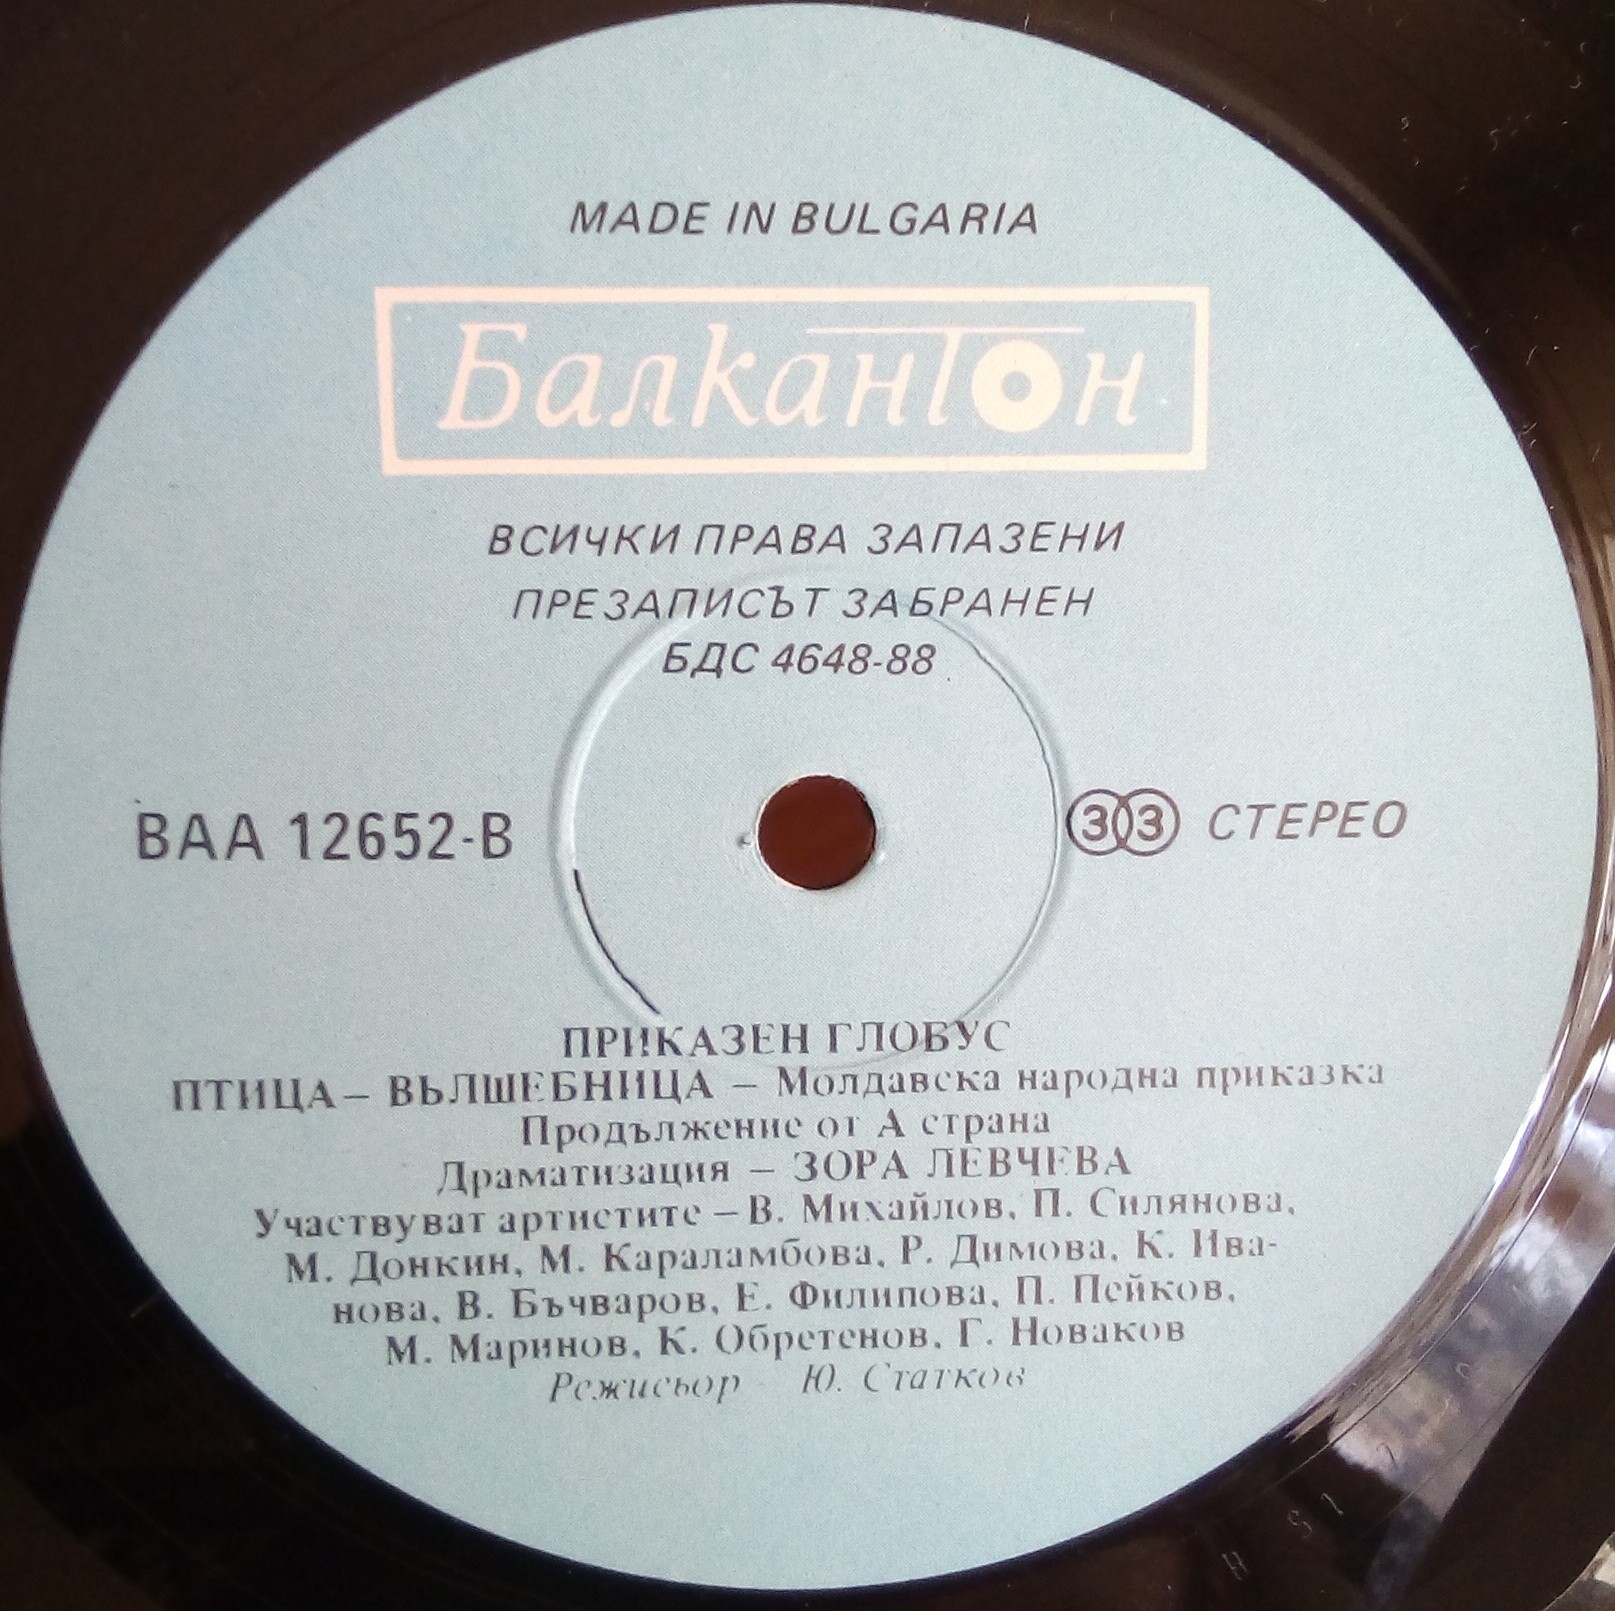 MADE IN BULGARIA
Балкантон
ВСИЧКИ ПРАВА ЗАПАЗЕНИ
ПРЕЗАПИСЪТ ЗАБРАНЕН
БДС 4648-88
ВАА 12652-В
33 СТЕРЕО
ПРИКАЗЕН ГЛОБУС
ПТИЦА – ВЪЛШЕБНИЦА – Молдавска народна приказка
Продължение от А страна
Драматизация – ЗОРА ЛЕВЧЕВА
Участвуват артистите – В. Михайлов, П. Силянова,
М. Донкин, М. Караламбова, Р. Димова, К. Ива-
нова, В. Бъчваров, Е. Филипова, П. Пейков,
М. Маринов, К. Обретенов, Г. Новаков
Режисьор Ю. Статков